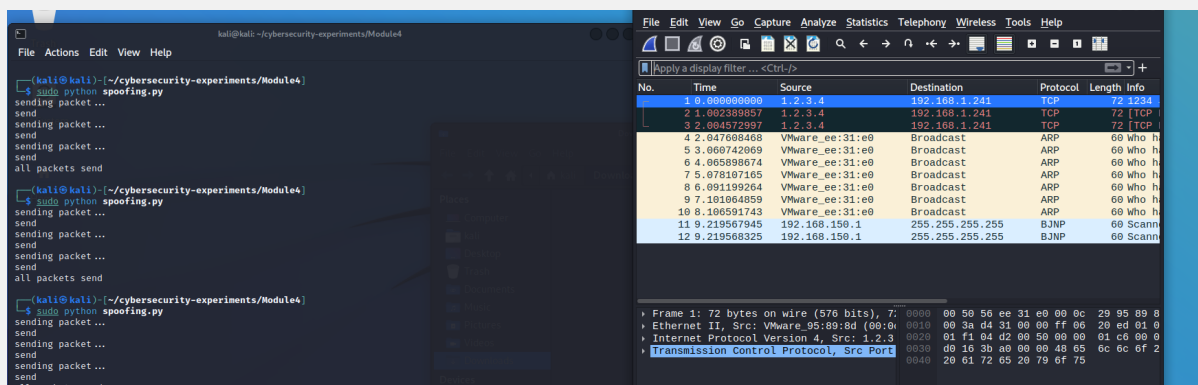 kali@kali: ~/cybersecurity-experiments/Module4
File Actions Edit View Help
(kali㉿kali)-[~/cybersecurity-experiments/Module4]
$ sudo python spoofing.py
sending packet...
send
sending packet...
send
sending packet...
send
all packets send
(kali㉿kali)-[~/cybersecurity-experiments/Module4]
$ sudo python spoofing.py
sending packet...
send
sending packet...
send
sending packet...
send
all packets send
(kali㉿kali)-[~/cybersecurity-experiments/Module4]
$ sudo python spoofing.py
sending packet...
send
sending packet...
send
sending packet...
send
File Edit View Go Capture Analyze Statistics Telephony Wireless Tools Help
Apply a display filter ... <Ctrl-/>
No. Time Source Destination Protocol Length Info
1 0.000000000 1.2.3.4 192.168.1.241 TCP 72 1234
2 1.002389857 1.2.3.4 192.168.1.241 TCP 72 [TCP
3 2.004572997 1.2.3.4 192.168.1.241 TCP 72 [TCP
4 2.047608468 VMware_ee:31:e0 Broadcast ARP 60 Who ha
5 3.060742069 VMware_ee:31:e0 Broadcast ARP 60 Who ha
6 4.065898674 VMware_ee:31:e0 Broadcast ARP 60 Who ha
7 5.078107165 VMware_ee:31:e0 Broadcast ARP 60 Who ha
8 6.091199264 VMware_ee:31:e0 Broadcast ARP 60 Who ha
9 7.101064859 VMware_ee:31:e0 Broadcast ARP 60 Who ha
10 8.106591743 VMware_ee:31:e0 Broadcast ARP 60 Who ha
11 9.219567945 192.168.150.1 255.255.255.255 BJNP 60 Scanne
12 9.219568325 192.168.150.1 255.255.255.255 BJNP 60 Scanne
Frame 1: 72 bytes on wire (576 bits), 72
Ethernet II, Src: VMware_95:89:8d (00:0c
Internet Protocol Version 4, Src: 1.2.3
Transmission Control Protocol, Src Port
0000 00 50 56 ee 31 e0 00 0c 29 95 89 8
0010 00 3a d4 31 00 00 ff 06 20 ed 01 0
0020 01 f1 04 d2 00 50 00 00 01 c6 00 0
0030 d0 16 3b a0 00 00 48 65 6c 6c 6f 2
0040 20 61 72 65 20 79 6f 75